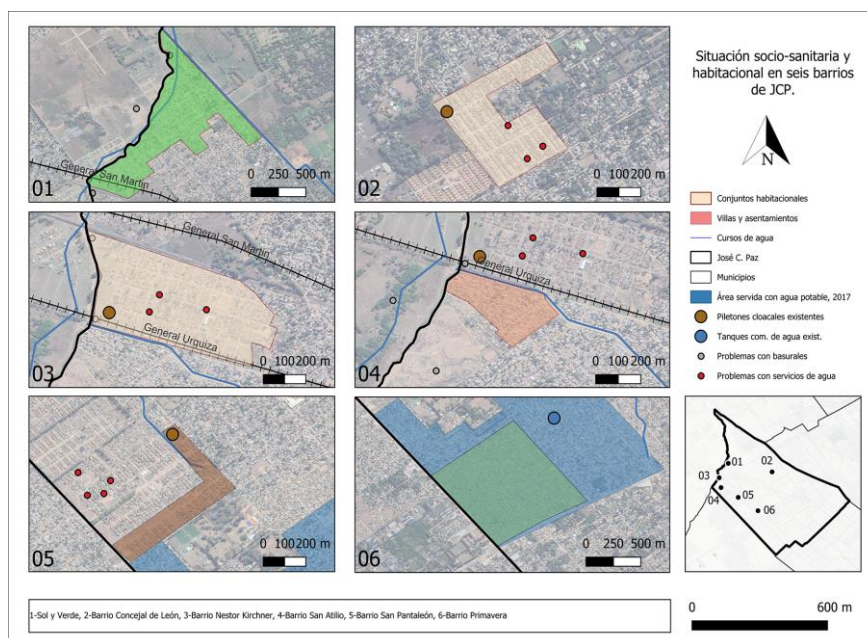 General San Martin
01
0 250 500 m
02
0 100200 m
Situación socio-sanitaria y
habitacional en seis barrios
de JCP.
N
Conjuntos habitacionales
Villas y asentamientos
Cursos de agua
José C. Paz
Municipios
Área servida con agua potable, 2017
Piletones cloacales existentes
Tanques com. de agua exist.
Problemas con basurales
Problemas con servicios de agua
General San Martin
General Urquiza
03
0 100200 m
General Urquiza
04
0 100200 m
05
0 100200 m
06
0 250 500 m
01
02
03
04
05
06
1-Sol y Verde, 2-Barrio Concejal de León, 3-Barrio Nestor Kirchner, 4-Barrio San Atilio, 5-Barrio San Pantaleón, 6-Barrio Primavera
0 600 m